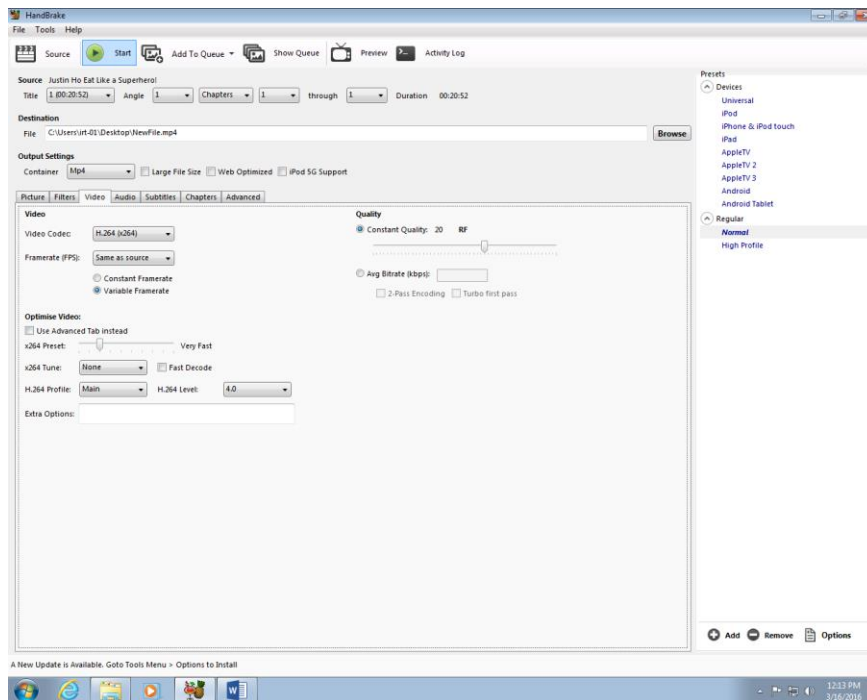 HandBrake
File Tools Help
Source Start Add To Queue Show Queue Preview Activity Log
Source Justin Ho Eat Like a Superhero!
Title 1 (00:20:52) Angle 1 Chapters 1 through 1 Duration 00:20:52
Destination
File C:\Users\irt-01\Desktop\NewFile.mp4 Browse
Output Settings
Container Mp4 Large File Size Web Optimized iPod 5G Support
Picture Filters Video Audio Subtitles Chapters Advanced
Video
Video Codec: H.264 (x264)
Framerate (FPS): Same as source
Constant Framerate
Variable Framerate
Optimise Video:
Use Advanced Tab instead
x264 Preset: Very Fast
x264 Tune: None Fast Decode
H.264 Profile: Main H.264 Level: 4.0
Extra Options:
Quality
Constant Quality: 20 RF
Avg Bitrate (kbps):
2-Pass Encoding Turbo first pass
Presets
Devices
Universal
iPod
iPhone & iPod touch
iPad
AppleTV
AppleTV 2
AppleTV 3
Android
Android Tablet
Regular
Normal
High Profile
Add Remove Options
A New Update is Available. Goto Tools Menu > Options to Install
12:13 PM
3/16/2016